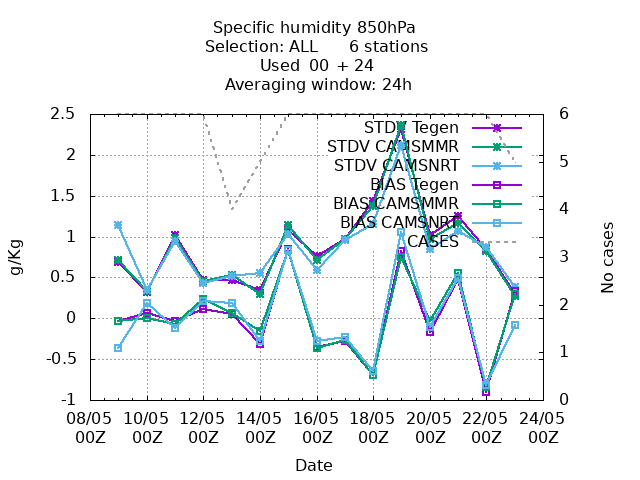 Specific humidity 850hPa
Selection: ALL 6 stations
Used 00 + 24
Averaging window: 24h
g/Kg
No cases
2.5
2
1.5
1
0.5
0
-0.5
-1
6
5
4
3
2
1
0
STDV Tegen
STDV CAMSMMR
STDV CAMSNRT
BIAS Tegen
BIAS CAMSMMR
BIAS CAMSNRT
CASES
08/05 10/05 12/05 14/05 16/05 18/05 20/05 22/05 24/05
00Z 00Z 00Z 00Z 00Z 00Z 00Z 00Z 00Z
Date